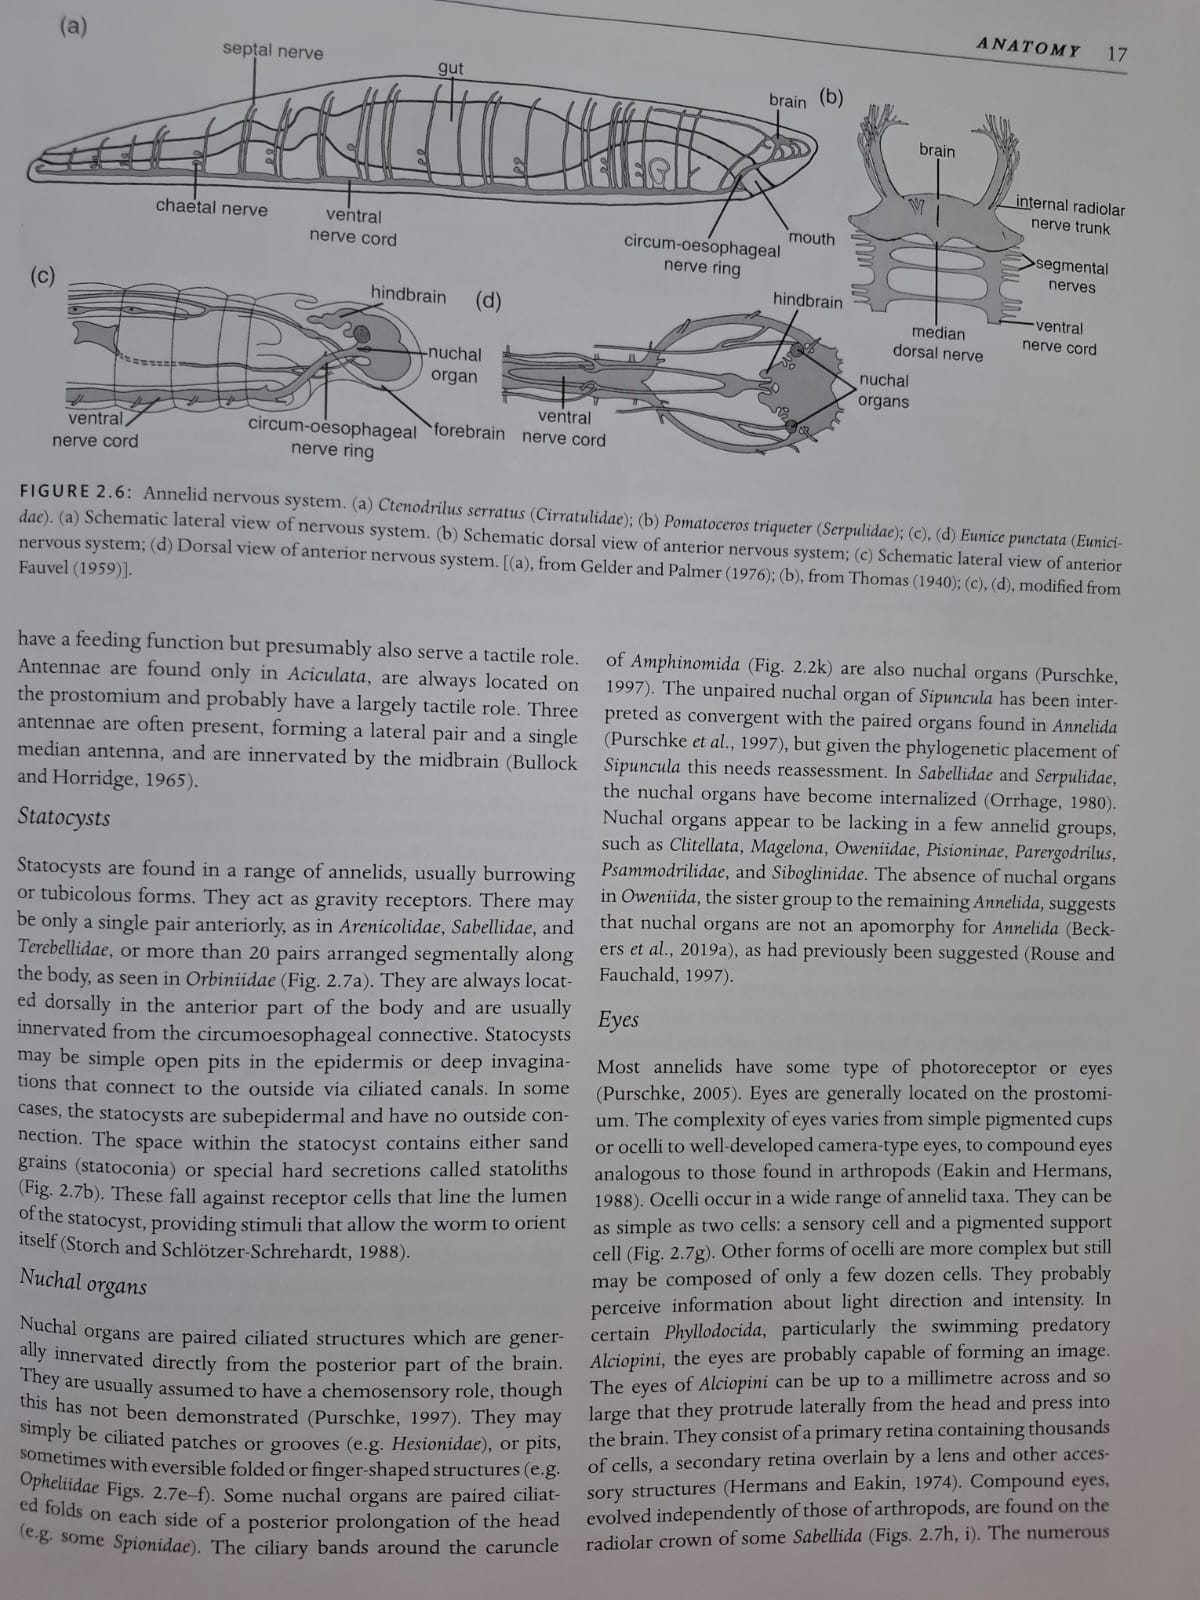 ANATOMY 17
(a)
septal nerve
gut
brain
chaetal nerve
ventral
nerve cord
circum-oesophageal
nerve ring
mouth
(b)
brain
internal radiolar
nerve trunk
segmental
nerves
ventral
nerve cord
median
dorsal nerve
(c)
hindbrain
nuchal
organ
ventral
nerve cord
circum-oesophageal
nerve ring
forebrain
(d)
hindbrain
nuchal
organs
ventral
nerve cord
FIGURE 2.6: Annelid nervous system. (a) Ctenodrilus serratus (Cirratulidae); (b) Pomatoceros triqueter (Serpulidae); (c), (d) Eunice punctata (Eunici-
dae). (a) Schematic lateral view of nervous system. (b) Schematic dorsal view of anterior nervous system; (c) Schematic lateral view of anterior
nervous system; (d) Dorsal view of anterior nervous system. [(a), from Gelder and Palmer (1976); (b), from Thomas (1940); (c), (d), modified from
Fauvel (1959)].
have a feeding function but presumably also serve a tactile role.
Antennae are found only in Aciculata, are always located on
the prostomium and probably have a largely tactile role. Three
antennae are often present, forming a lateral pair and a single
median antenna, and are innervated by the midbrain (Bullock
and Horridge, 1965).
Statocysts
Statocysts are found in a range of annelids, usually burrowing
or tubicolous forms. They act as gravity receptors. There may
be only a single pair anteriorly, as in Arenicolidae, Sabellidae, and
Terebellidae, or more than 20 pairs arranged segmentally along
the body, as seen in Orbiniidae (Fig. 2.7a). They are always locat-
ed dorsally in the anterior part of the body and are usually
innervated from the circumoesophageal connective. Statocysts
may be simple open pits in the epidermis or deep invagina-
tions that connect to the outside via ciliated canals. In some
cases, the statocysts are subepidermal and have no outside con-
nection. The space within the statocyst contains either sand
grains (statoconia) or special hard secretions called statoliths
(Fig. 2.7b). These fall against receptor cells that line the lumen
of the statocyst, providing stimuli that allow the worm to orient
itself (Storch and Schlötzer-Schrehardt, 1988).
Nuchal organs
Nuchal organs are paired ciliated structures which are gener-
ally innervated directly from the posterior part of the brain.
They are usually assumed to have a chemosensory role, though
this has not been demonstrated (Purschke, 1997). They may
simply be ciliated patches or grooves (e.g. Hesionidae), or pits,
sometimes with eversible folded or finger-shaped structures (e.g.
Opheliidae Figs. 2.7e–f). Some nuchal organs are paired ciliat-
ed folds on each side of a posterior prolongation of the head
(e.g. some Spionidae). The ciliary bands around the caruncle
of Amphinomida (Fig. 2.2k) are also nuchal organs (Purschke,
1997). The unpaired nuchal organ of Sipuncula has been inter-
preted as convergent with the paired organs found in Annelida
(Purschke et al., 1997), but given the phylogenetic placement of
Sipuncula this needs reassessment. In Sabellidae and Serpulidae,
the nuchal organs have become internalized (Orrhage, 1980).
Nuchal organs appear to be lacking in a few annelid groups,
such as Clitellata, Magelona, Oweniidae, Pisioninae, Parergodrilus,
Psammodrilidae, and Siboglinidae. The absence of nuchal organs
in Oweniida, the sister group to the remaining Annelida, suggests
that nuchal organs are not an apomorphy for Annelida (Beck-
ers et al., 2019a), as had previously been suggested (Rouse and
Fauchald, 1997).
Eyes
Most annelids have some type of photoreceptor or eyes
(Purschke, 2005). Eyes are generally located on the prostomi-
um. The complexity of eyes varies from simple pigmented cups
or ocelli to well-developed camera-type eyes, to compound eyes
analogous to those found in arthropods (Eakin and Hermans,
1988). Ocelli occur in a wide range of annelid taxa. They can be
as simple as two cells: a sensory cell and a pigmented support
cell (Fig. 2.7g). Other forms of ocelli are more complex but still
may be composed of only a few dozen cells. They probably
perceive information about light direction and intensity. In
certain Phyllodocida, particularly the swimming predatory
Alciopini, the eyes are probably capable of forming an image.
The eyes of Alciopini can be up to a millimetre across and so
large that they protrude laterally from the head and press into
the brain. They consist of a primary retina containing thousands
of cells, a secondary retina overlain by a lens and other acces-
sory structures (Hermans and Eakin, 1974). Compound eyes,
evolved independently of those of arthropods, are found on the
radiolar crown of some Sabellida (Figs. 2.7h, i). The numerous